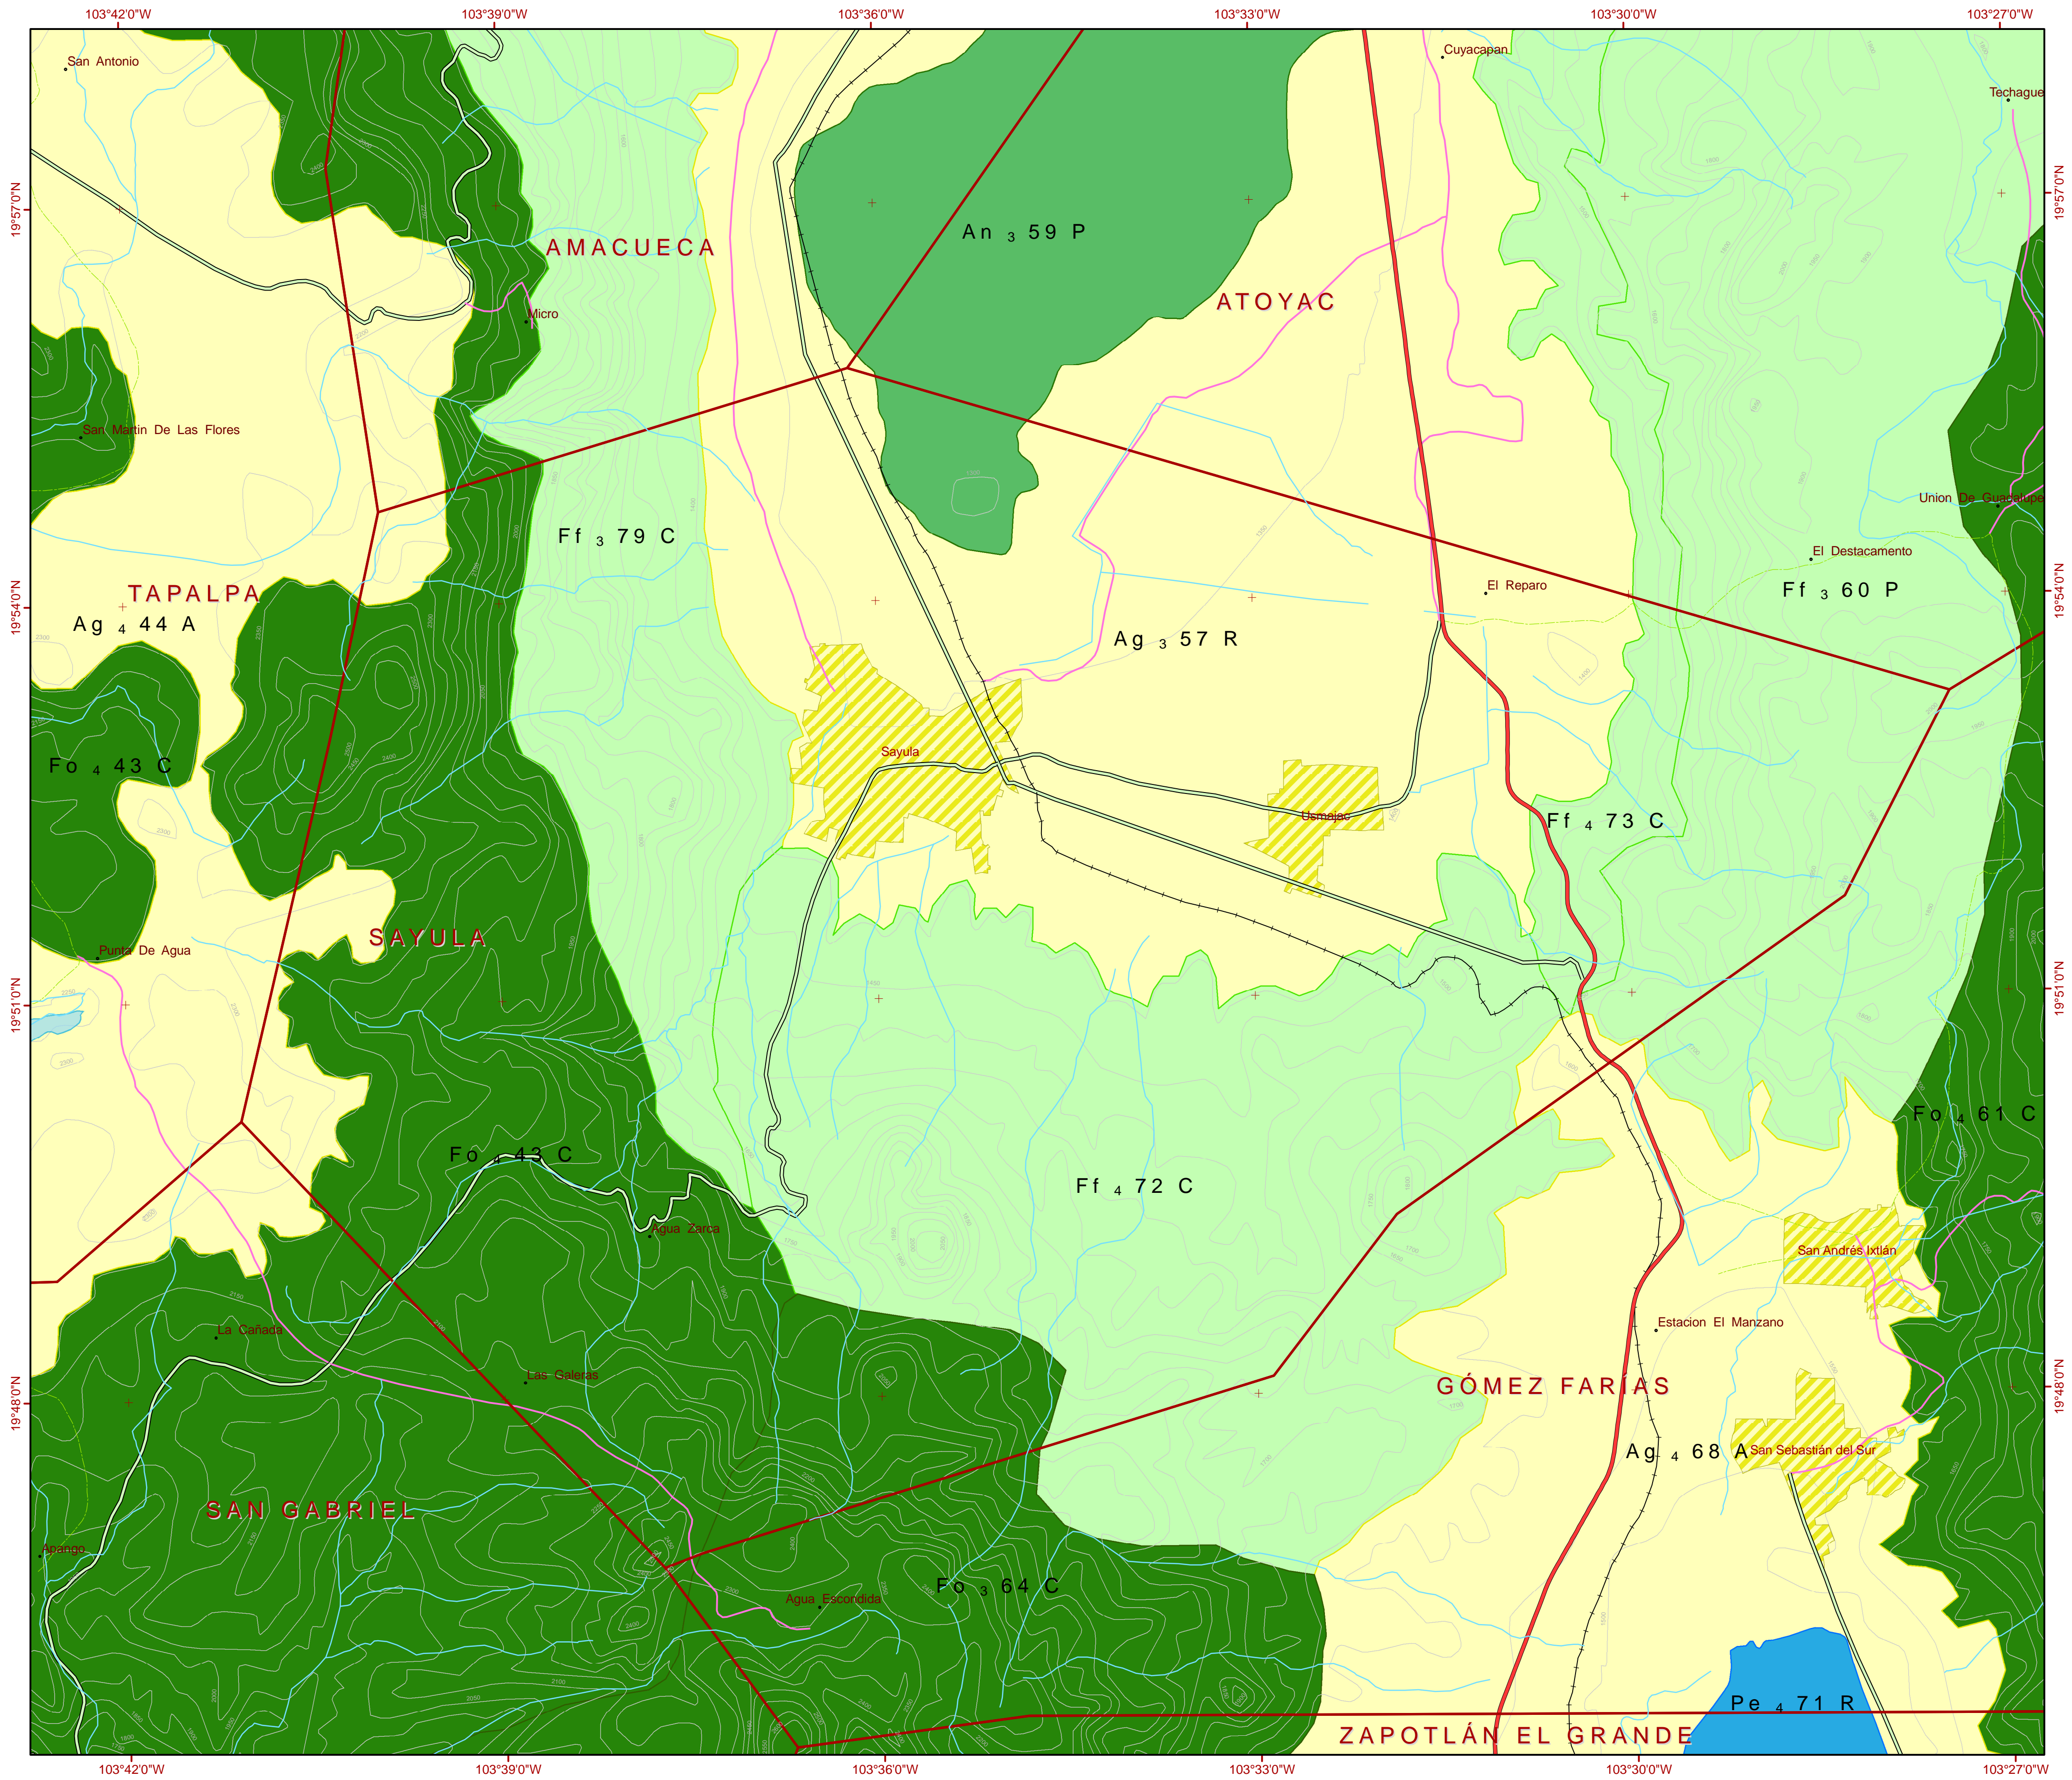 103°42'0"W 103°39'0"W 103°36'0"W 103°33'0"W 103°30'0"W 103°27'0"W
San Antonio
Cuyacapan
Techague
19°57'0"N
19°57'0"N
An 3 59 P
AMACUECA
ATOYAC
Micro
San Martin De Las Flores
Union De Guadalupe
Ff 3 79 C
El Destacamento
El Reparo
Ff 3 60 P
TAPALPA
19°54'0"N
19°54'0"N
Ag 4 44 A
Ag 3 57 R
Sayula
Fo 4 43 C
Usmajac
Ff 4 73 C
SAYULA
Punta De Agua
19°51'0"N
19°51'0"N
Fo 4 61 C
Fo 4 43 C
Ff 4 72 C
Agua Zarca
San Andrés Ixtlán
La Cañada
Estacion El Manzano
Las Galeras
GÓMEZ FARÍAS
19°48'0"N
19°48'0"N
Ag 4 68 A
San Sebastián del Sur
SAN GABRIEL
Apango
Fo 3 64 C
Agua Escondida
Pe 4 71 R
ZAPOTLÁN EL GRANDE
103°42'0"W 103°39'0"W 103°36'0"W 103°33'0"W 103°30'0"W 103°27'0"W